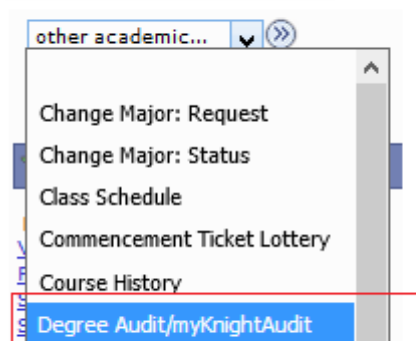 other academic...
Change Major: Request
Change Major: Status
Class Schedule
Commencement Ticket Lottery
Course History
Degree Audit/myKnightAudit